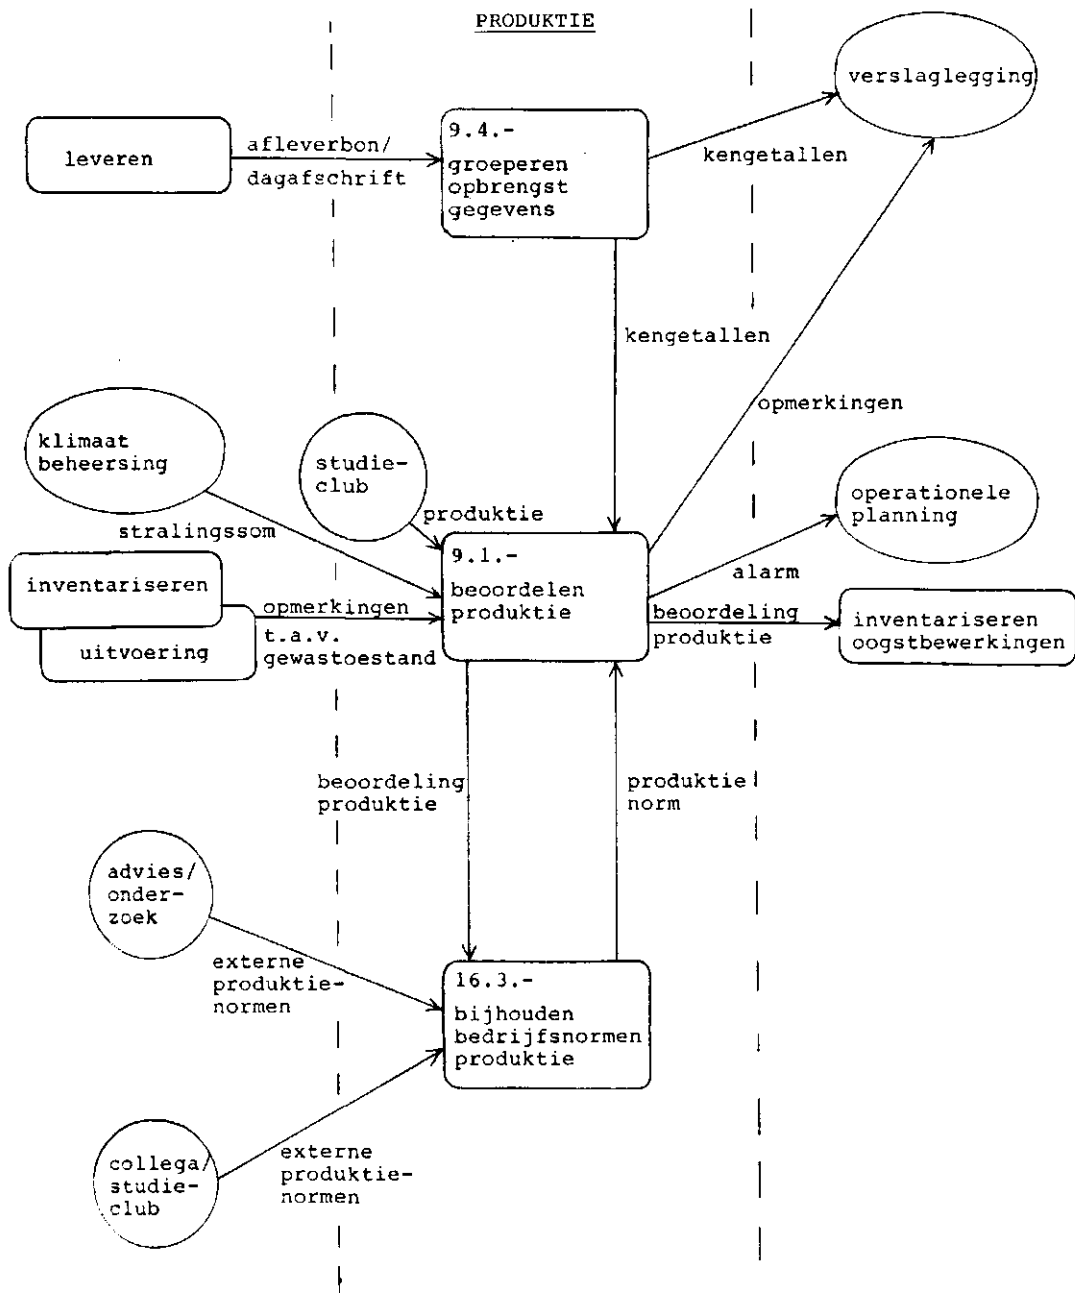 PRODUKTIE
verslaglegging
leveren
afleverbon/
dagafschrift
9.4.-
groeperen
opbrengst
gegevens
kengetallen
kengetallen
opmerkingen
klimaat
beheersing
studie-
club
produktie
stralingssom
operationele
planning
inventariseren
uitvoering
opmerkingen
t.a.v.
gewastoestand
9.1.-
beoordelen
produktie
alarm
beoordeling
produktie
inventariseren
oogstbewerkingen
beoordeling
produktie
produktie
norm
advies/
onder-
zoek
externe
produktie-
normen
16.3.-
bijhouden
bedrijfsnormen
produktie
collega/
studie-
club
externe
produktie-
normen